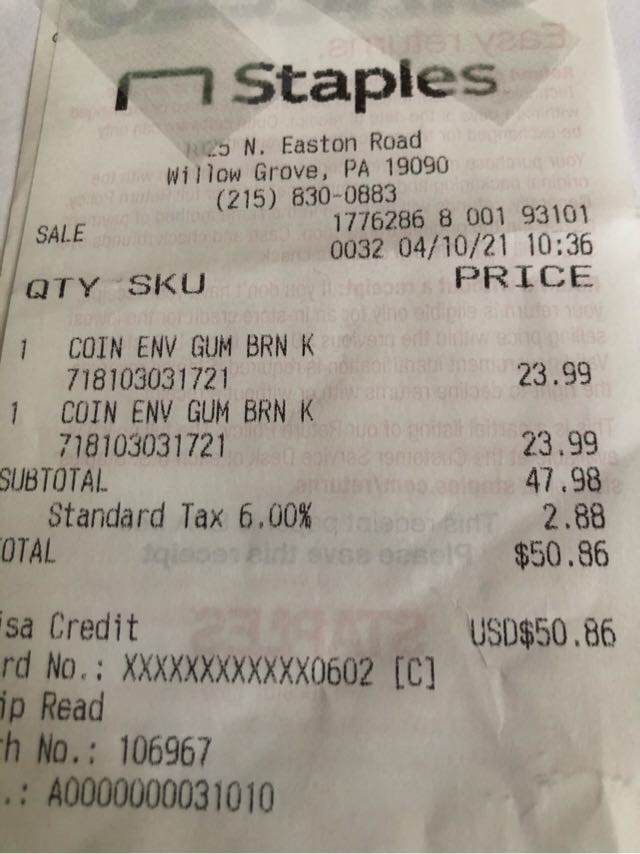 Staples
1025 N. Easton Road
Willow Grove, PA 19090
(215) 830-0883
1776286 8 001 93101
SALE
0032 04/10/21 10:36
QTY SKU PRICE
1 COIN ENV GUM BRN K
718103031721 23.99
1 COIN ENV GUM BRN K
718103031721 23.99
SUBTOTAL 47.98
Standard Tax 6.00% 2.88
OTAL $50.86
isa Credit USD$50.86
rd No.: XXXXXXXXXXXX0602 [C]
ip Read
h No.: 106967
.: A0000000031010